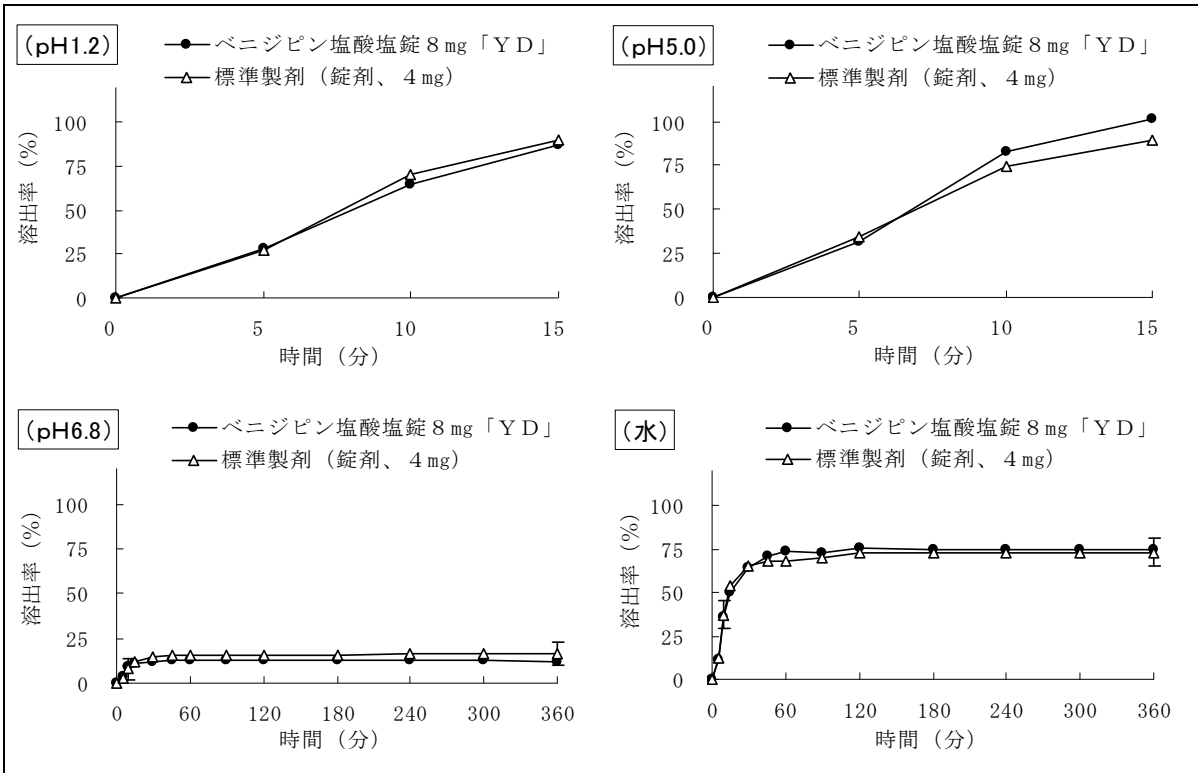 (pH1.2)
ベニジピン塩酸塩錠8mg「YD」
標準製剤（錠剤、4mg）
溶出率（%）
100
75
50
25
0
0 5 10 15
時間（分）
(pH5.0)
ベニジピン塩酸塩錠8mg「YD」
標準製剤（錠剤、4mg）
溶出率（%）
100
75
50
25
0
0 5 10 15
時間（分）
(pH6.8)
ベニジピン塩酸塩錠8mg「YD」
標準製剤（錠剤、4mg）
溶出率（%）
100
75
50
25
0
0 60 120 180 240 300 360
時間（分）
(水)
ベニジピン塩酸塩錠8mg「YD」
標準製剤（錠剤、4mg）
溶出率（%）
100
75
50
25
0
0 60 120 180 240 300 360
時間（分）